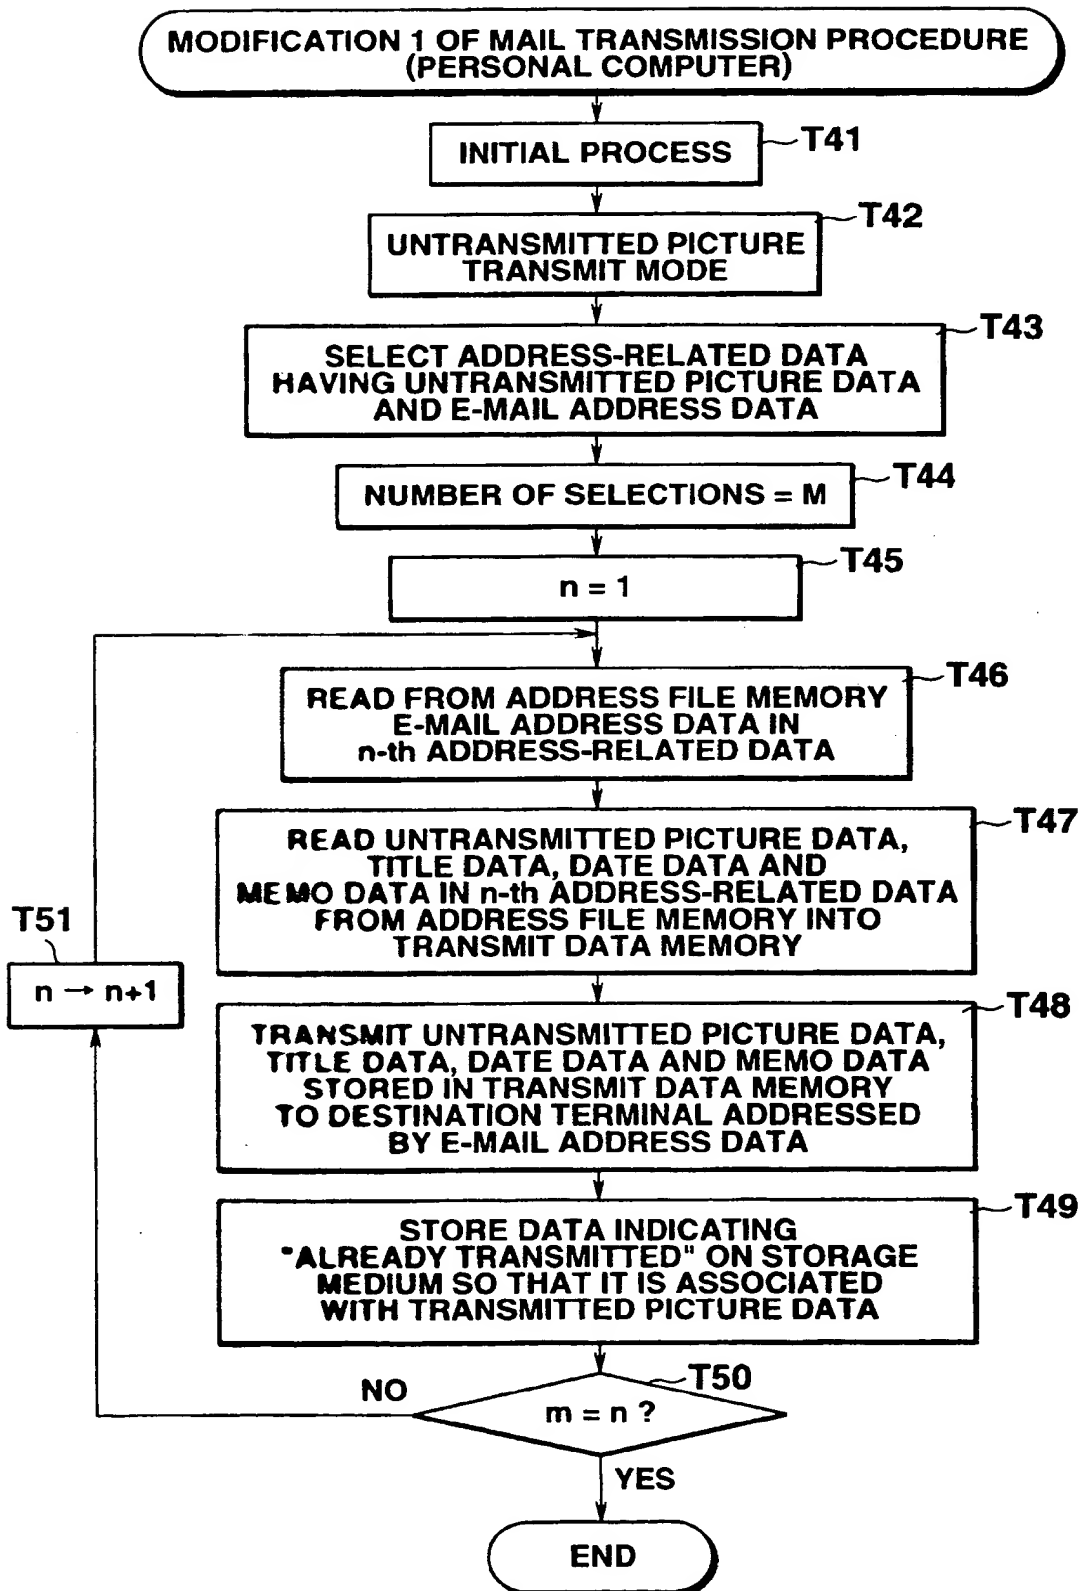 MODIFICATION 1 OF MAIL TRANSMISSION PROCEDURE
(PERSONAL COMPUTER)
T41
INITIAL PROCESS
T42
UNTRANSMITTED PICTURE
TRANSMIT MODE
T43
SELECT ADDRESS-RELATED DATA
HAVING UNTRANSMITTED PICTURE DATA
AND E-MAIL ADDRESS DATA
T44
NUMBER OF SELECTIONS = M
T45
n = 1
T46
READ FROM ADDRESS FILE MEMORY
E-MAIL ADDRESS DATA IN
n-th ADDRESS-RELATED DATA
T47
READ UNTRANSMITTED PICTURE DATA,
TITLE DATA, DATE DATA AND
MEMO DATA IN n-th ADDRESS-RELATED DATA
FROM ADDRESS FILE MEMORY INTO
TRANSMIT DATA MEMORY
T51
n → n+1
T48
TRANSMIT UNTRANSMITTED PICTURE DATA,
TITLE DATA, DATE DATA AND MEMO DATA
STORED IN TRANSMIT DATA MEMORY
TO DESTINATION TERMINAL ADDRESSED
BY E-MAIL ADDRESS DATA
T49
STORE DATA INDICATING
"ALREADY TRANSMITTED" ON STORAGE
MEDIUM SO THAT IT IS ASSOCIATED
WITH TRANSMITTED PICTURE DATA
T50
NO
m = n ?
YES
END